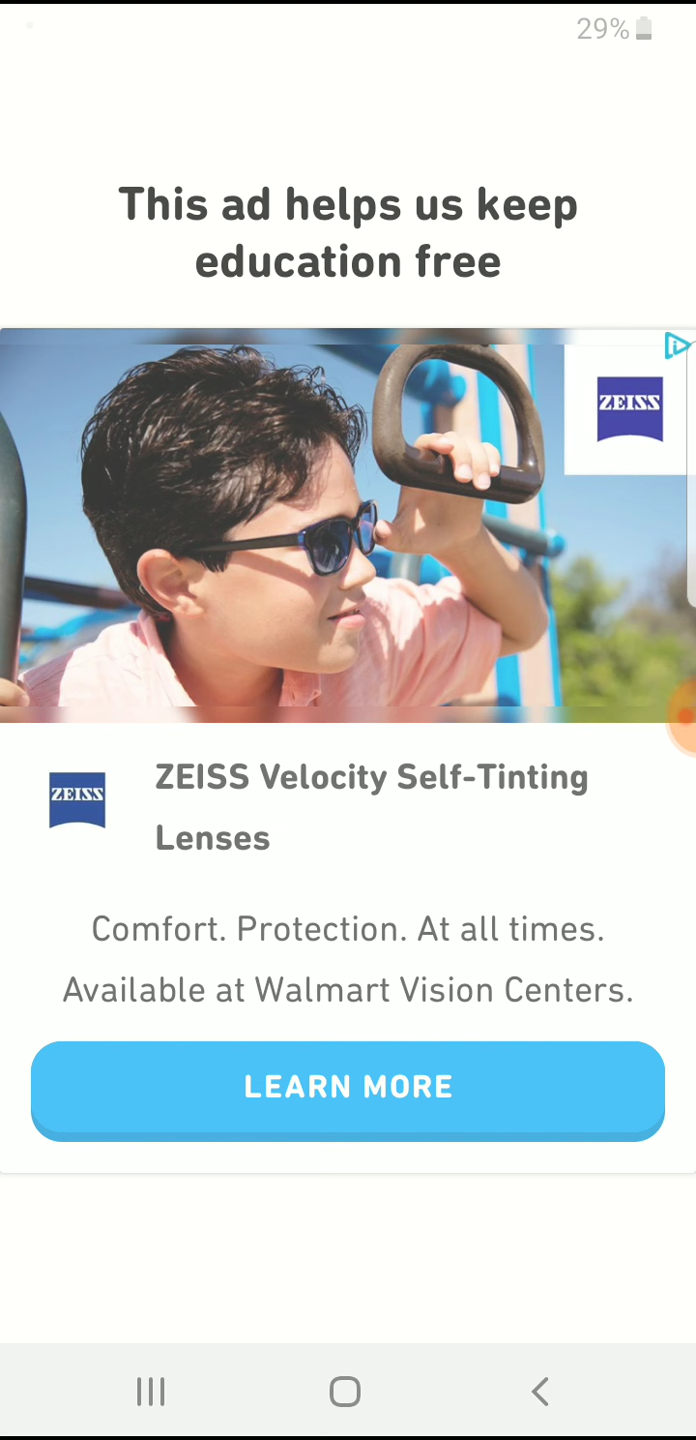 29%
This ad helps us keep
education free
ZEISS
ZEISS
ZEISS Velocity Self-Tinting
Lenses
Comfort. Protection. At all times.
Available at Walmart Vision Centers.
LEARN MORE